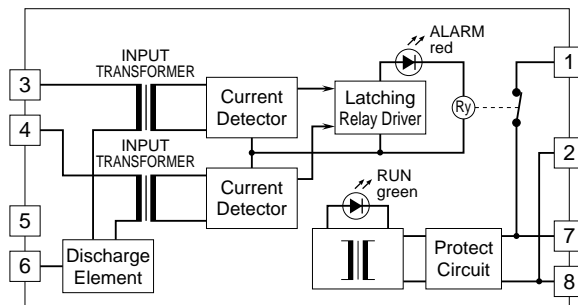 ALARM
red
INPUT
TRANSFORMER
3
1
Current
Detector
Latching
Relay Driver
Ry
4
INPUT
TRANSFORMER
2
Current
Detector
RUN
green
5
7
6
Discharge
Element
Protect
Circuit
8